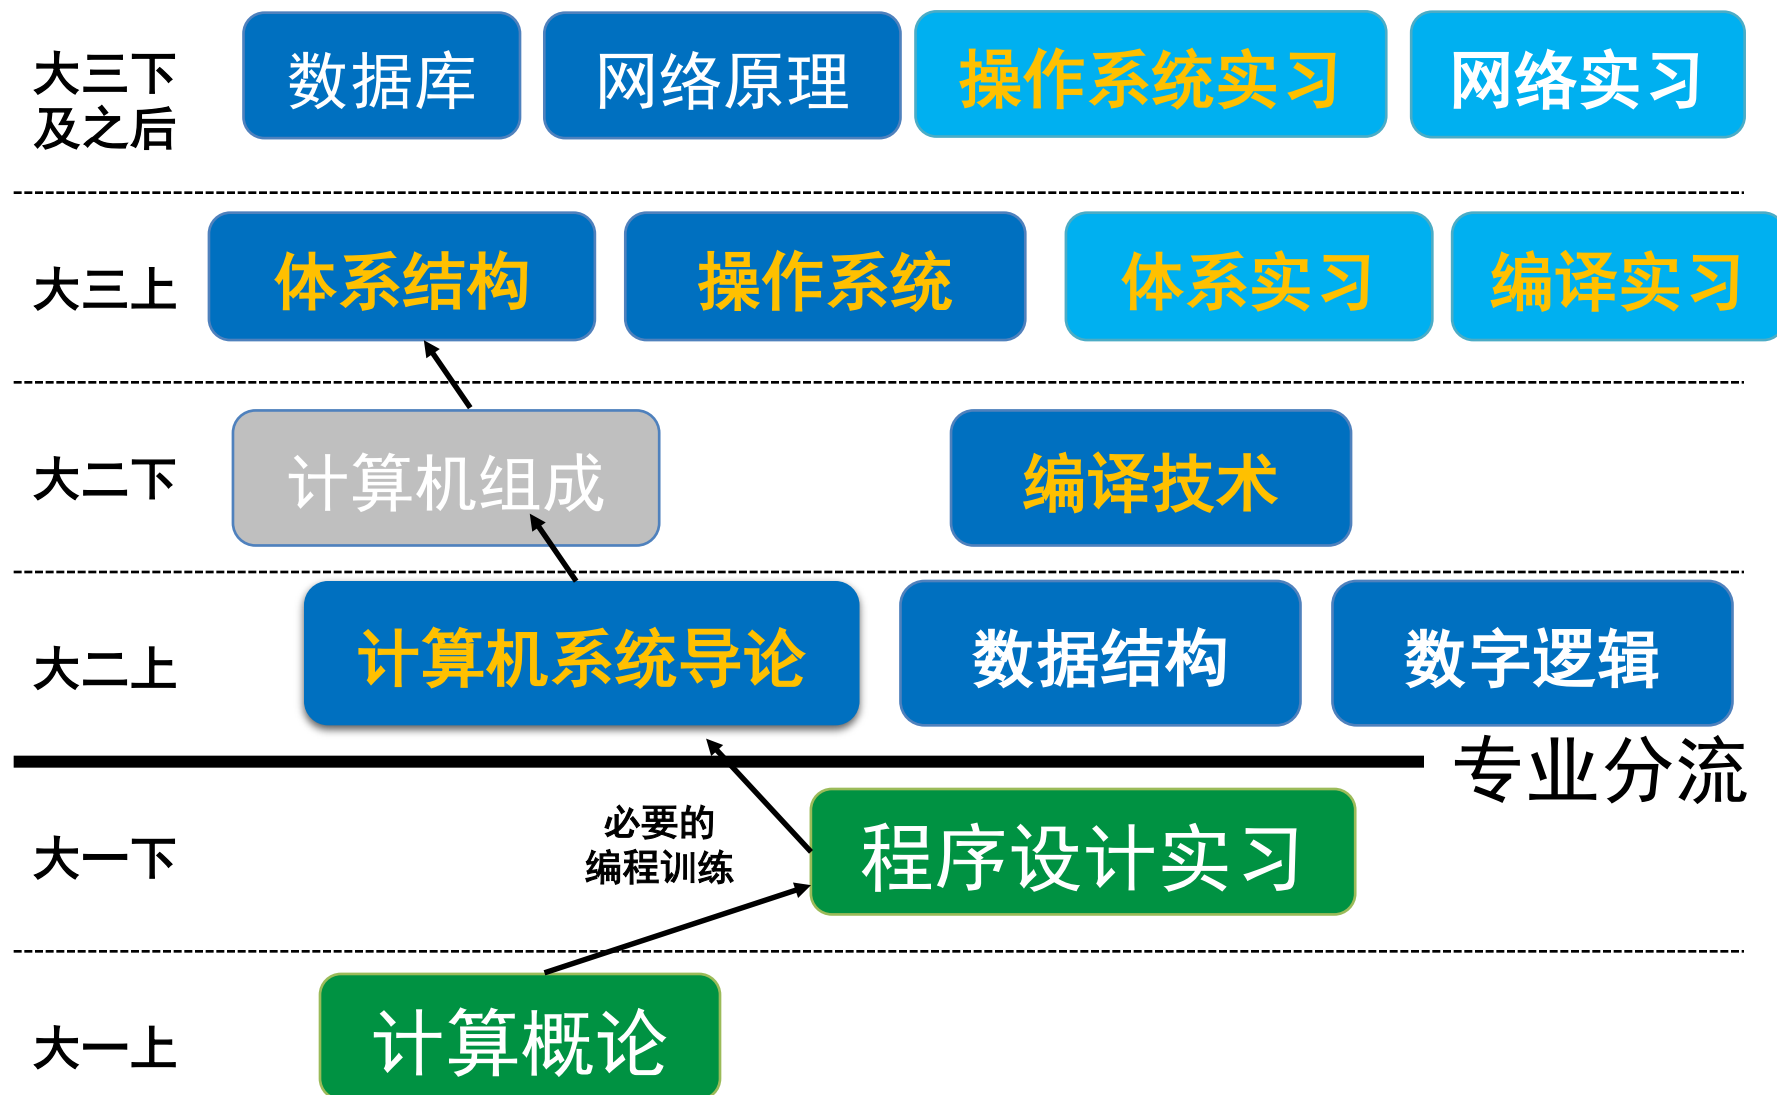 大三下
及之后
数据库
网络原理
操作系统实习
网络实习
大三上
体系结构
操作系统
体系实习
编译实习
大二下
计算机组成
编译技术
大二上
计算机系统导论
数据结构
数字逻辑
专业分流
大一下
必要的
编程训练
程序设计实习
大一上
计算概论